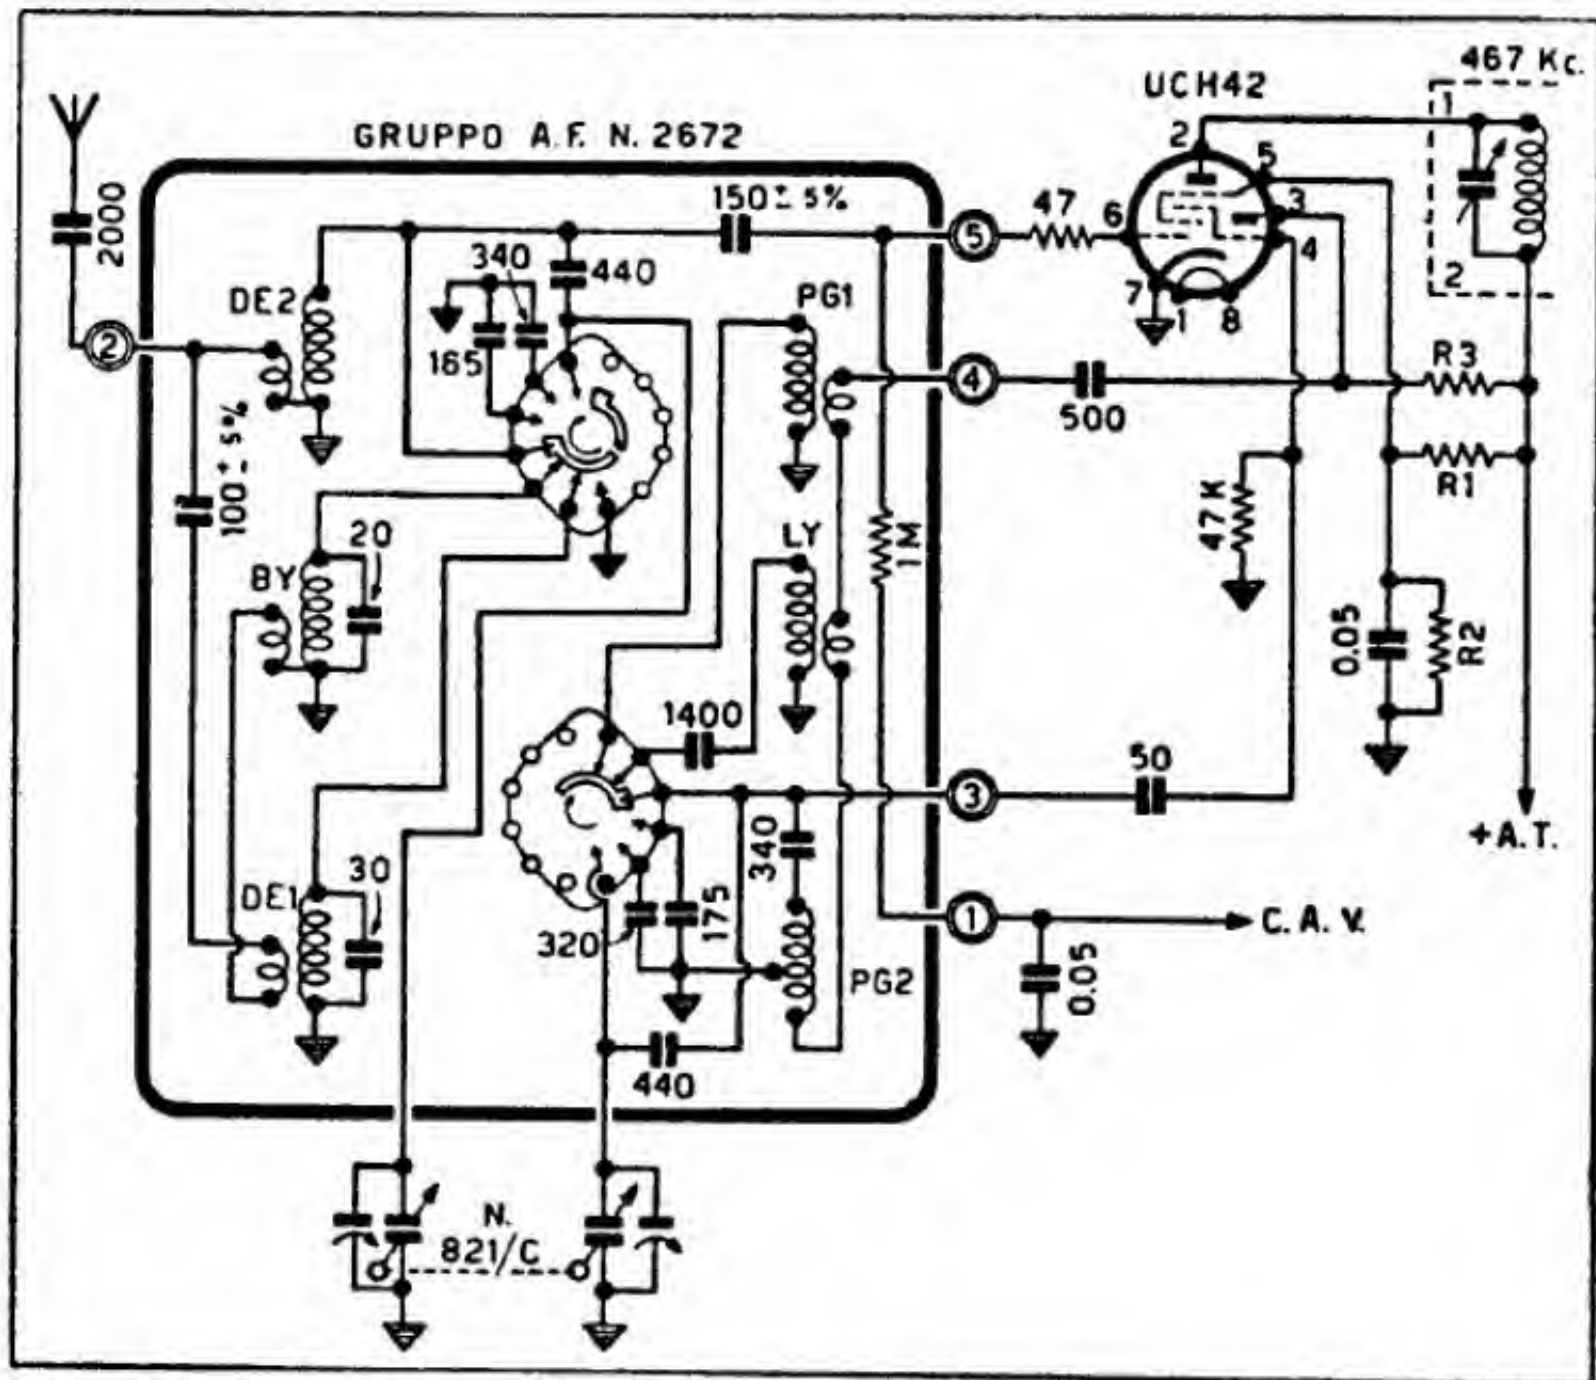 467 Kc.
UCH42
GRUPPO A.F. N. 2672
1
2
5
2000
150 ± 5%
47
6
3
5
340
440
4
DE2
PG1
7
1
8
2
2
165
R3
4
500
100 ± 5%
R1
47K
LY
1M
20
BY
0.05
R2
1400
50
3
340
+A.T.
30
DE1
175
320
1
C.A.V.
PG2
0.05
440
N.
821/C